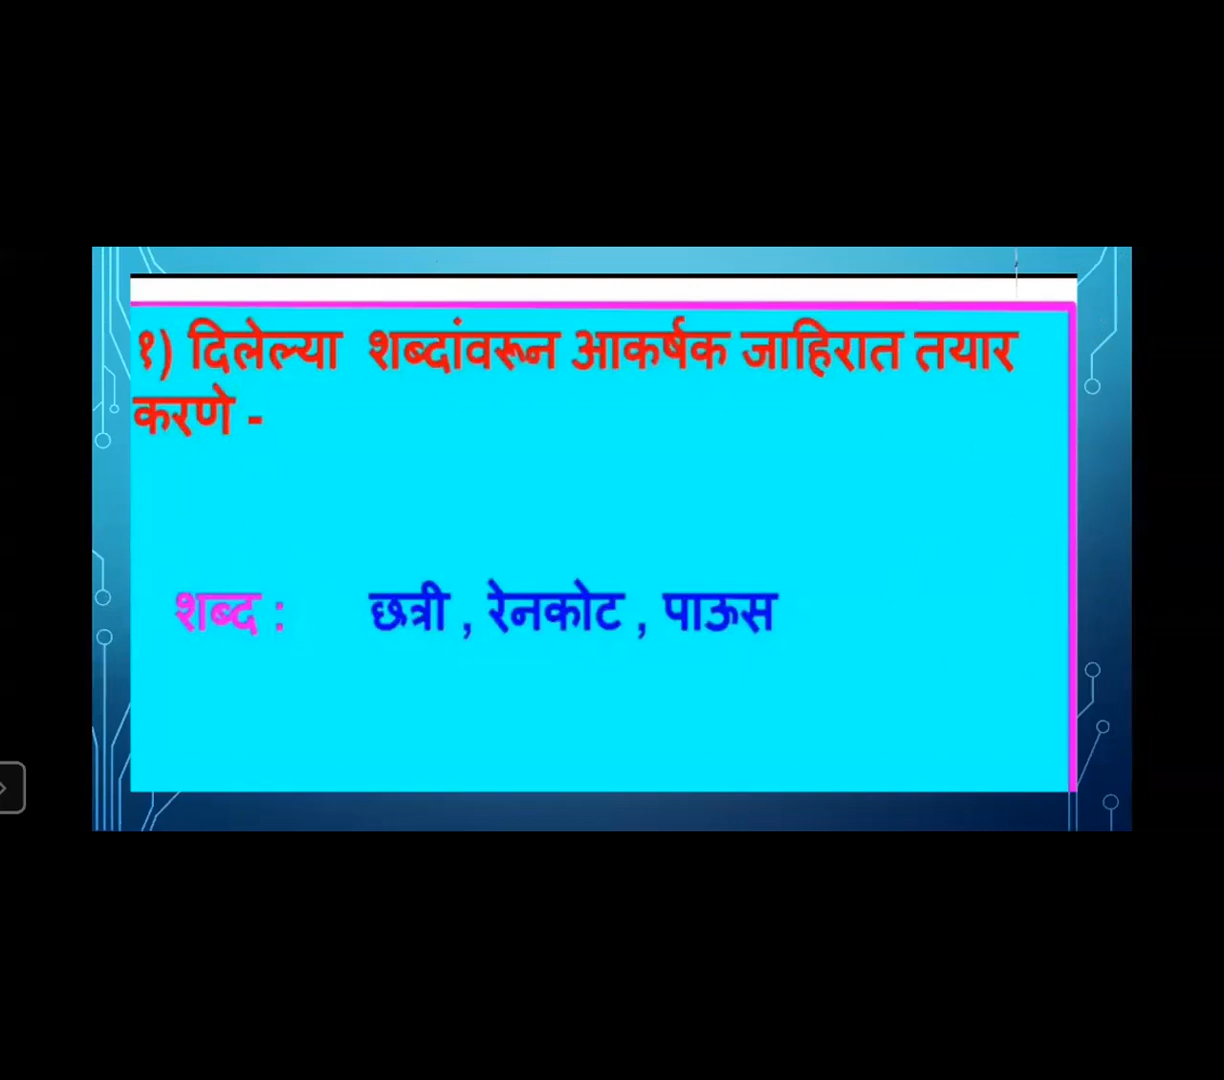 १) दिलेल्या शब्दांवरून आकर्षक जाहिरात तयार
करणे -
शब्द : छत्री , रेनकोट , पाऊस